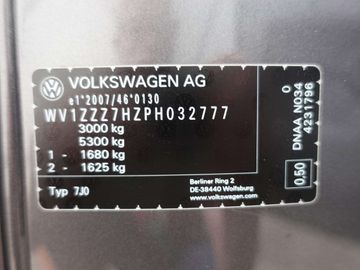 VOLKSWAGEN AG
e1*2007/46*0130
WV1ZZZ7HZPH032777
3000 kg
5300 kg
1 - 1680 kg
2 - 1625 kg
Typ 7J0
Berliner Ring 2
DE-38440 Wolfsburg
www.volkswagen.com
0
DNAA N034
4231796
0,50